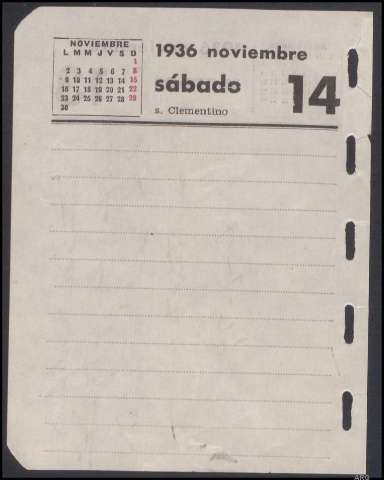 NOVIEMBRE
L M M J V S D
1
2 3 4 5 6 7 8
9 10 11 12 13 14 15
16 17 18 19 20 21 22
23 24 25 26 27 28 29
30
1936 noviembre
sábado
14
s. Clementino
ARG